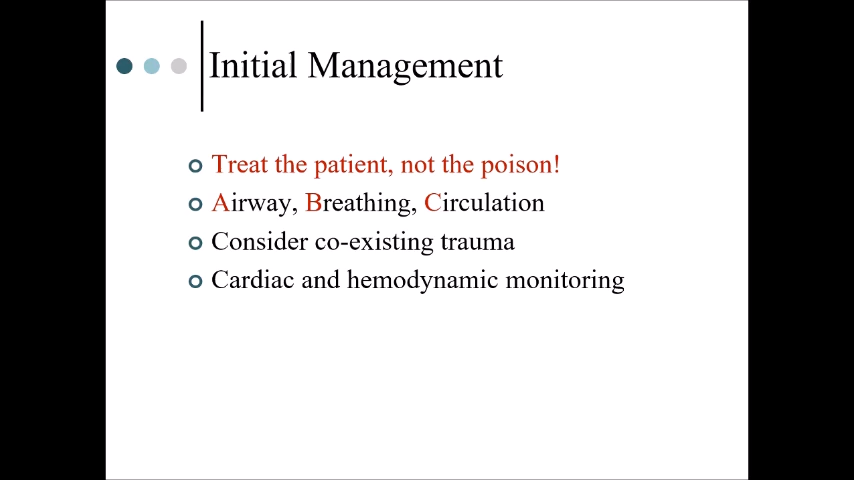 Initial Management
Treat the patient, not the poison!
Airway, Breathing, Circulation
Consider co-existing trauma
Cardiac and hemodynamic monitoring